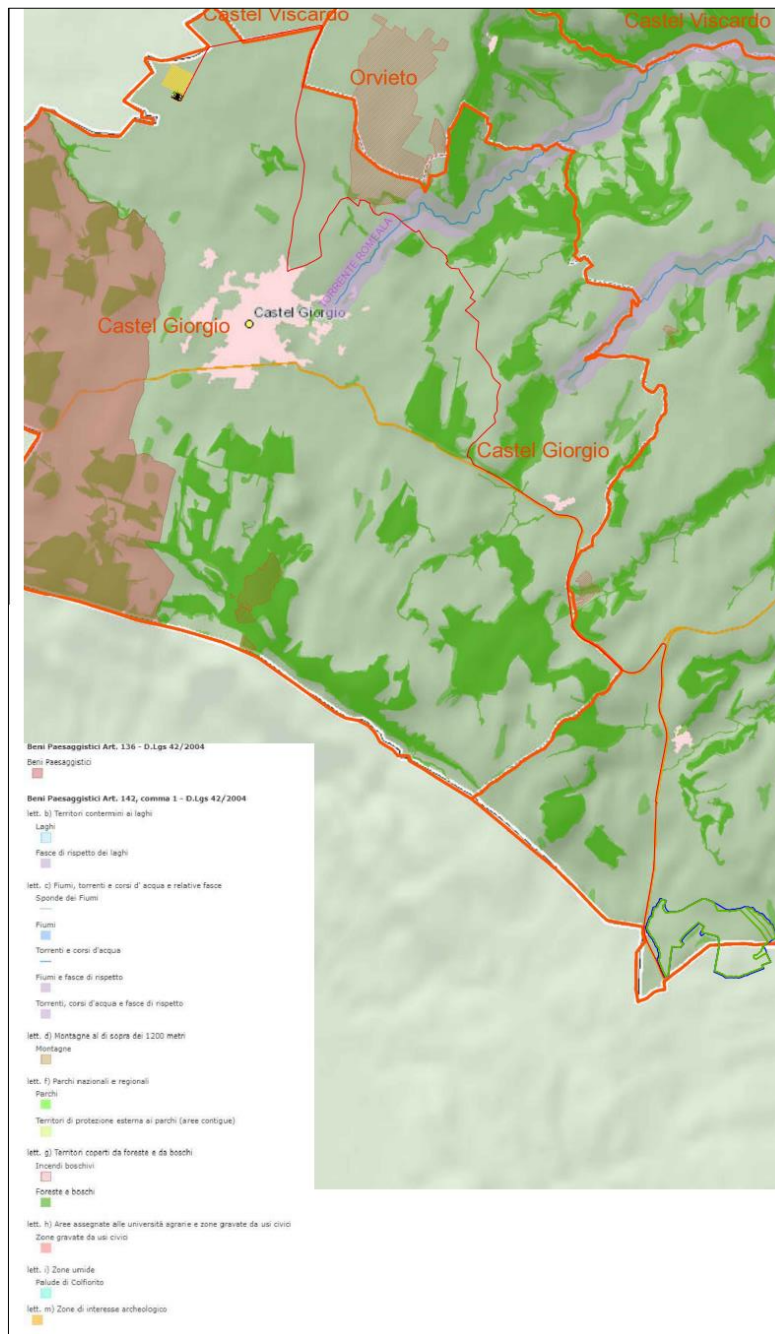 Castel Viscardo
Castel Viscardo
Orvieto
TORRENTE ROMEALA
Castel Giorgio
Castel Giorgio
Castel Giorgio
Beni Paesaggistici Art. 136 - D.Lgs 42/2004
Beni Paesaggistici
Beni Paesaggistici Art. 142, comma 1 - D.Lgs 42/2004
lett. b) Territori contermini ai laghi
Laghi
Fasce di rispetto dei laghi
lett. c) Fiumi, torrenti e corsi d' acqua e relative fasce
Sponde dei Fiumi
Fiumi
Torrenti e corsi d'acqua
Fiumi e fasce di rispetto
Torrenti, corsi d'acqua e fasce di rispetto
lett. d) Montagne al di sopra dei 1200 metri
Montagne
lett. f) Parchi nazionali e regionali
Parchi
Territori di protezione esterna ai parchi (aree contigue)
lett. g) Territori coperti da foreste e da boschi
Incendi boschivi
Foreste e boschi
lett. h) Aree assegnate alle università agrarie e zone gravate da usi civici
Zone gravate da usi civici
lett. i) Zone umide
Palude di Colfiorito
lett. m) Zone di interesse archeologico